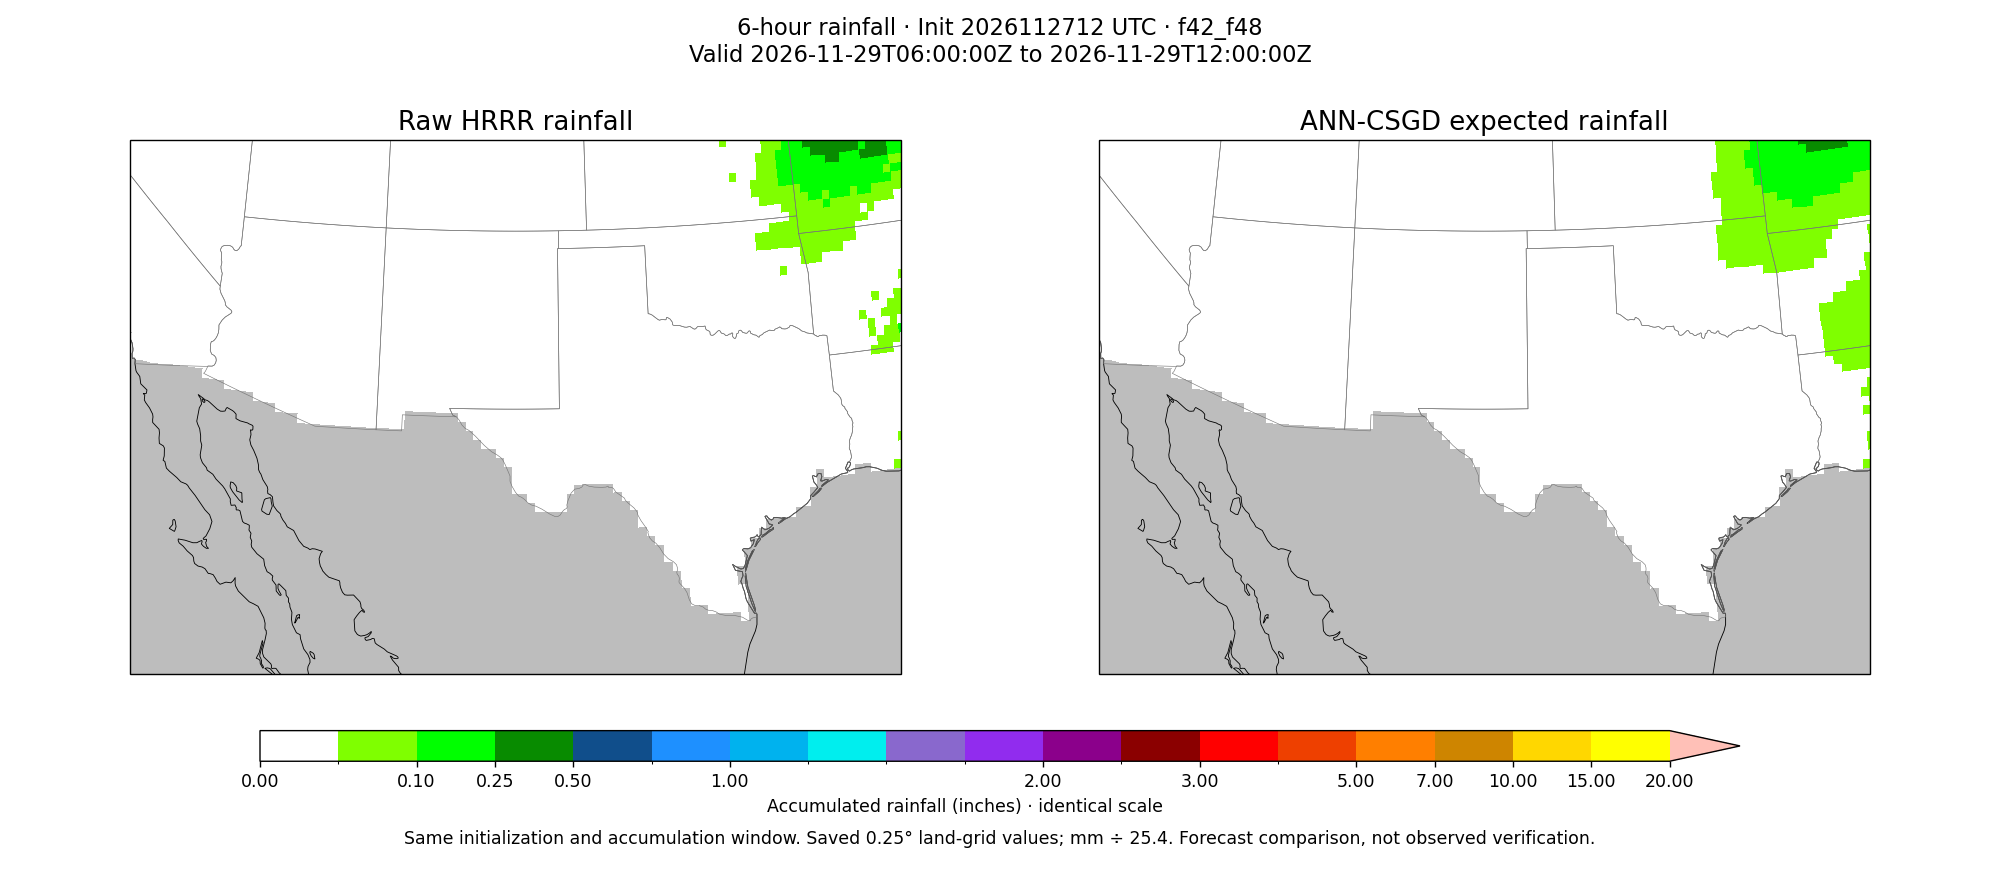 6-hour rainfall · Init 2026112712 UTC · f42_f48
Valid 2026-11-29T06:00:00Z to 2026-11-29T12:00:00Z
Raw HRRR rainfall
ANN-CSGD expected rainfall
0.00 0.10 0.25 0.50 1.00 2.00 3.00 5.00 7.00 10.00 15.00 20.00
Accumulated rainfall (inches) · identical scale
Same initialization and accumulation window. Saved 0.25° land-grid values; mm ÷ 25.4. Forecast comparison, not observed verification.